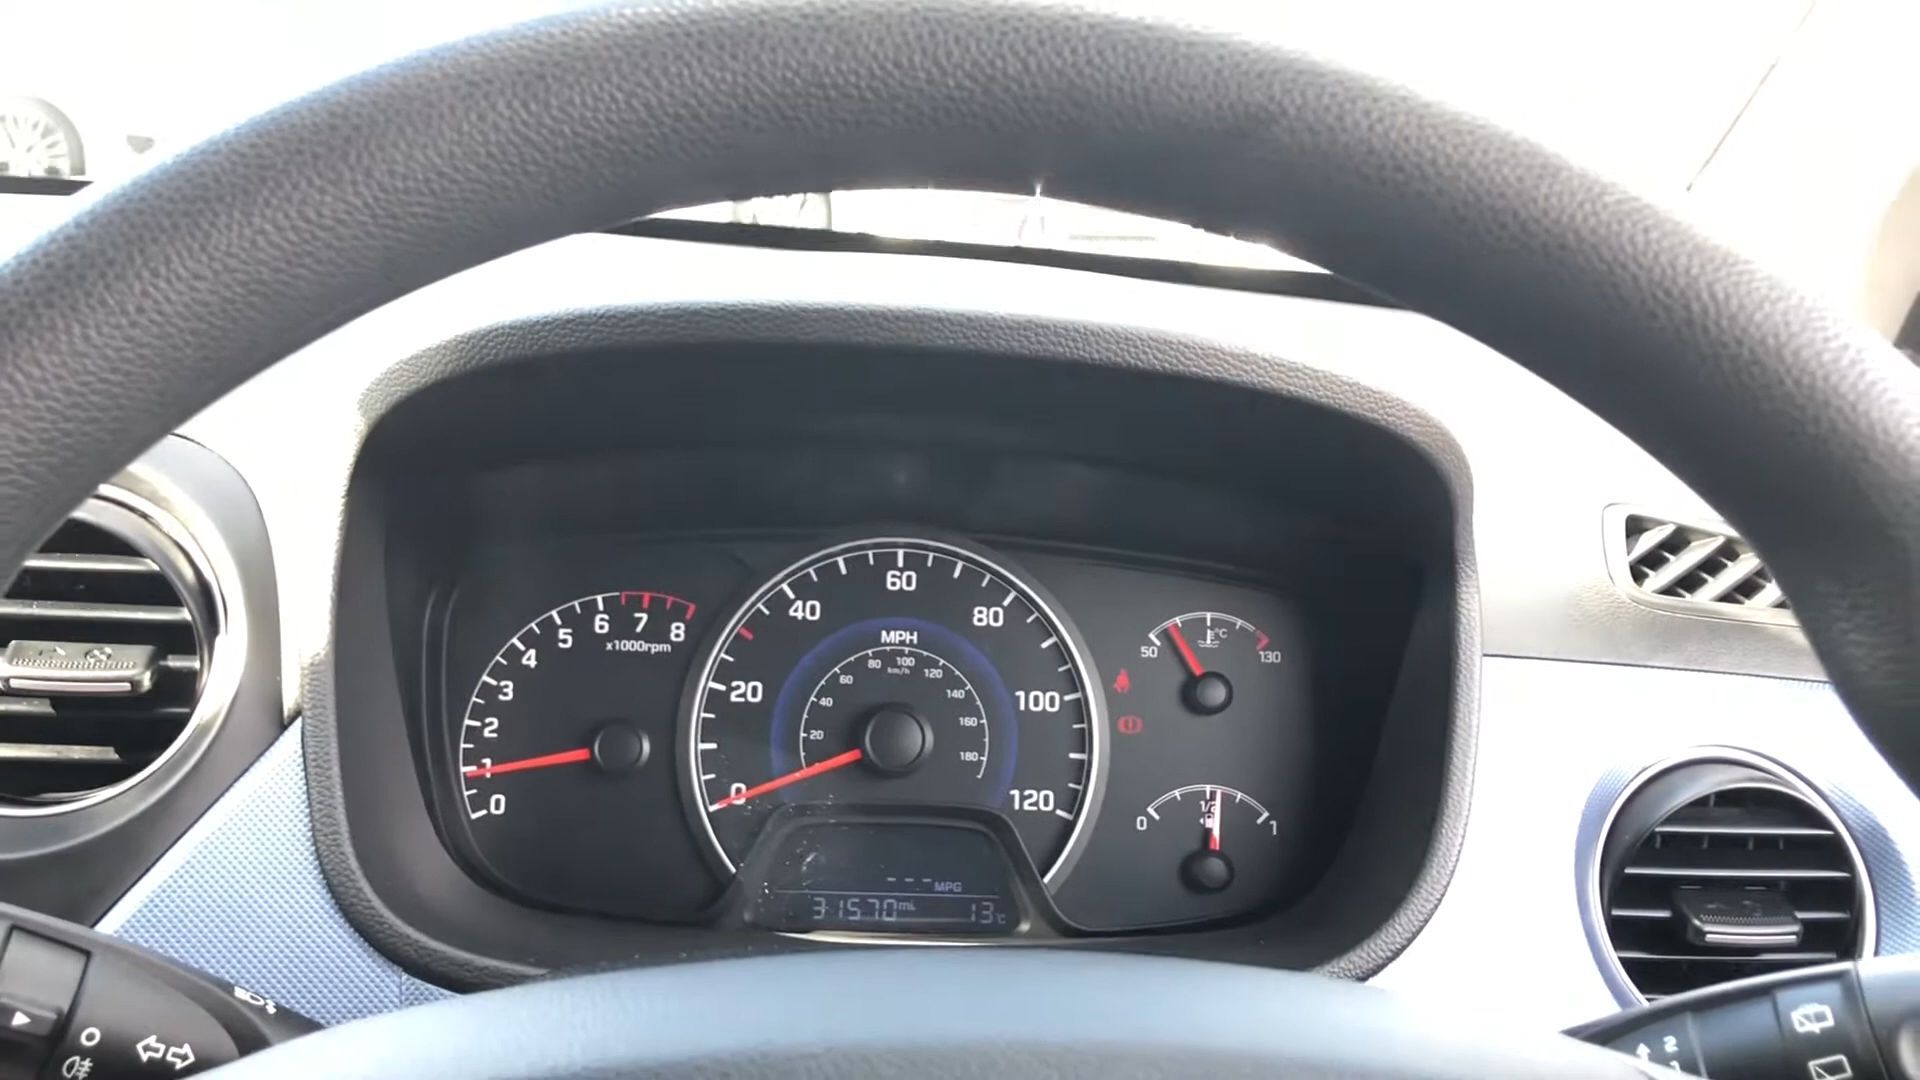 0 1 2 3 4 5 6 7 8
x1000rpm
0 20 40 60 80 100 120
MPH
20 40 60 80 100 120 140 160 180
km/h
50 °C 130
0 1/2 1
--- MPG
31570 mi. 13°C
2